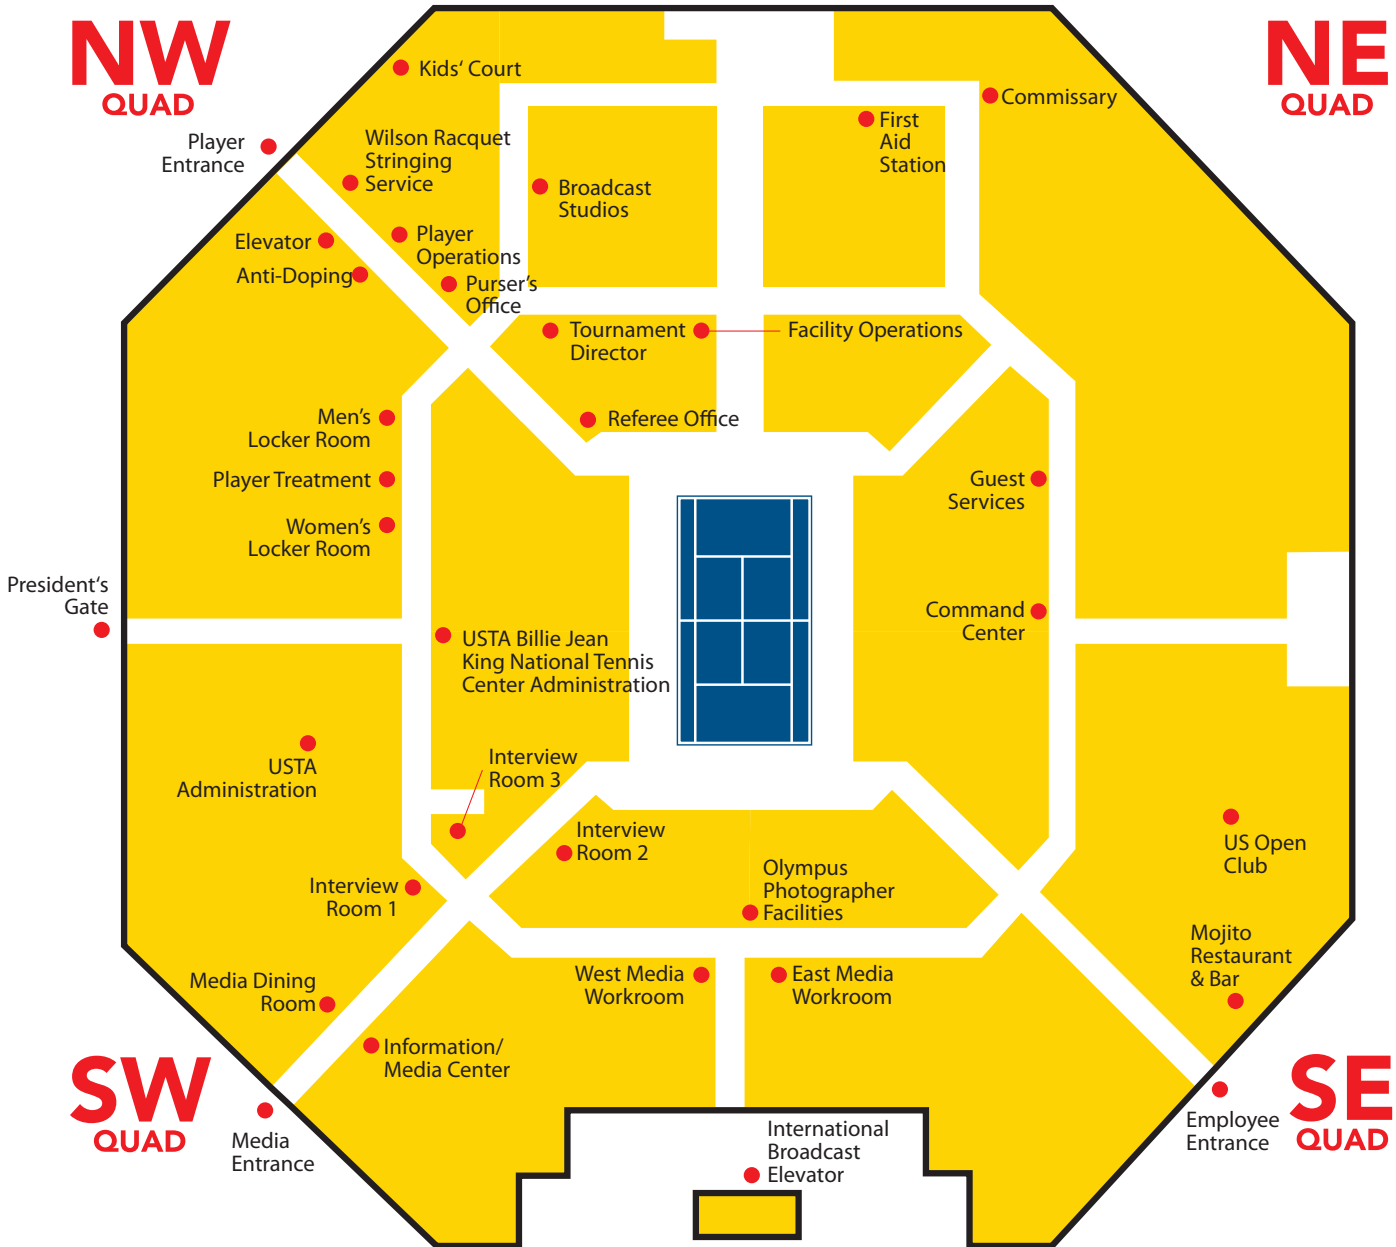 NW
QUAD
NE
QUAD
Kids‘ Court
Commissary
Player
Entrance
Wilson Racquet
Stringing
Service
First
Aid
Station
Broadcast
Studios
Elevator
Player
Operations
Anti-Doping
Purser’s
Office
Tournament
Director
Facility Operations
Men’s
Locker Room
Referee Office
Player Treatment
Guest
Services
Women’s
Locker Room
President‘s
Gate
Command
Center
USTA Billie Jean
King National Tennis
Center Administration
USTA
Administration
Interview
Room 3
Interview
Room 2
US Open
Club
Olympus
Photographer
Facilities
Interview
Room 1
Mojito
Restaurant
& Bar
Media Dining
Room
West Media
Workroom
East Media
Workroom
Information/
Media Center
SW
QUAD
SE
QUAD
Media
Entrance
International
Broadcast
Elevator
Employee
Entrance